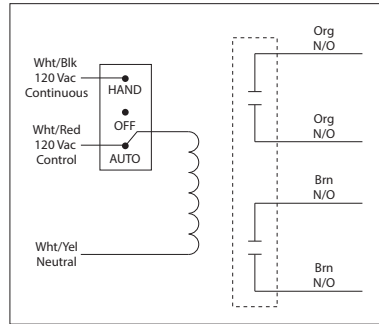 Wht/Blk
120 Vac
Continuous
HAND
OFF
Wht/Red
120 Vac
Control
AUTO
Wht/Yel
Neutral
Org
N/O
Org
N/O
Brn
N/O
Brn
N/O